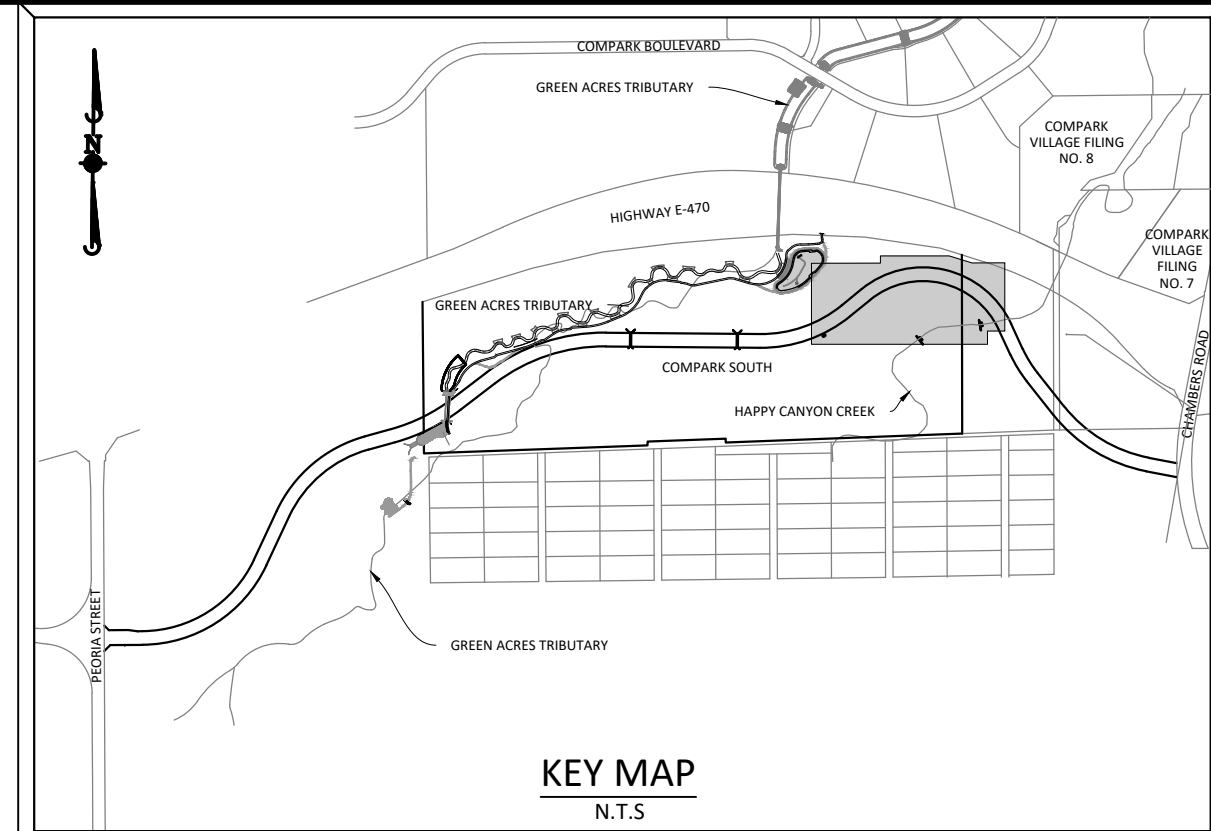 COMPARK BOULEVARD
GREEN ACRES TRIBUTARY
COMPARK
VILLAGE FILING
NO. 8
N
HIGHWAY E-470
COMPARK
VILLAGE
FILING
NO. 7
GREEN ACRES TRIBUTARY
COMPARK SOUTH
HAPPY CANYON CREEK
CHAMBERS ROAD
PEORIA STREET
GREEN ACRES TRIBUTARY
KEY MAP
N.T.S